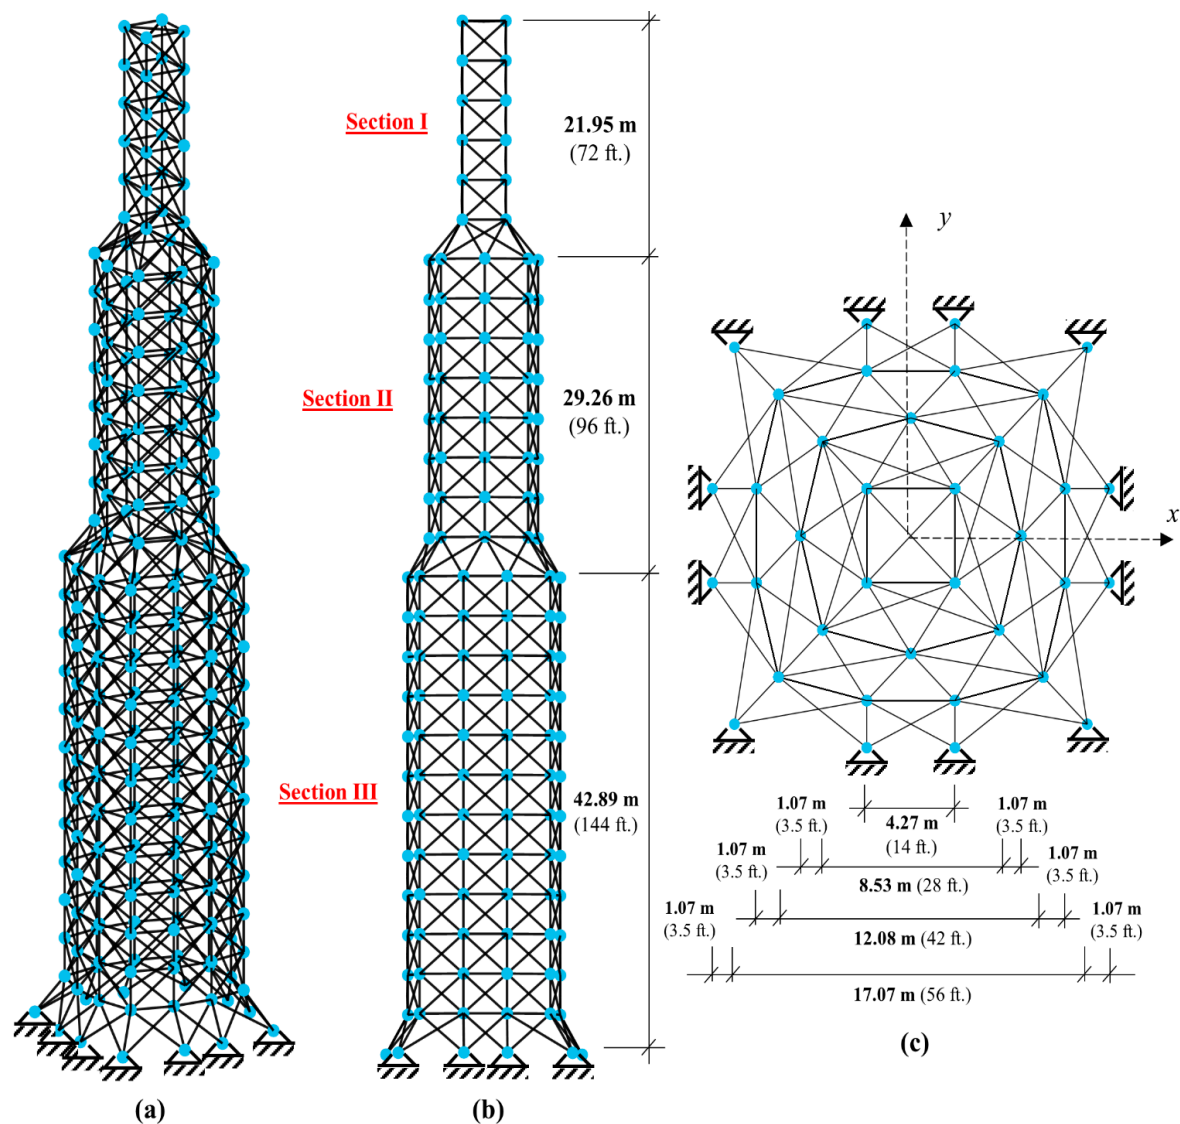 Section I
21.95 m
(72 ft.)
Section II
29.26 m
(96 ft.)
Section III
42.89 m
(144 ft.)
(a)
(b)
y
x
1.07 m
(3.5 ft.)
4.27 m
(14 ft.)
1.07 m
(3.5 ft.)
1.07 m
(3.5 ft.)
8.53 m (28 ft.)
1.07 m
(3.5 ft.)
1.07 m
(3.5 ft.)
12.08 m (42 ft.)
1.07 m
(3.5 ft.)
17.07 m (56 ft.)
(c)